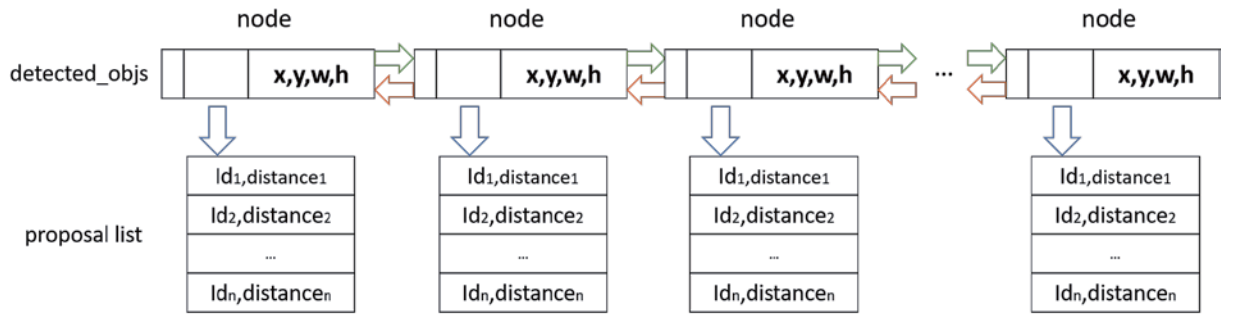 node node node node
detected_objs x,y,w,h x,y,w,h x,y,w,h ... x,y,w,h
Id1,distance1 Id1,distance1 Id1,distance1 Id1,distance1
Id2,distance2 Id2,distance2 Id2,distance2 Id2,distance2
proposal list
... ... ... ...
Idn,distancen Idn,distancen Idn,distancen Idn,distancen